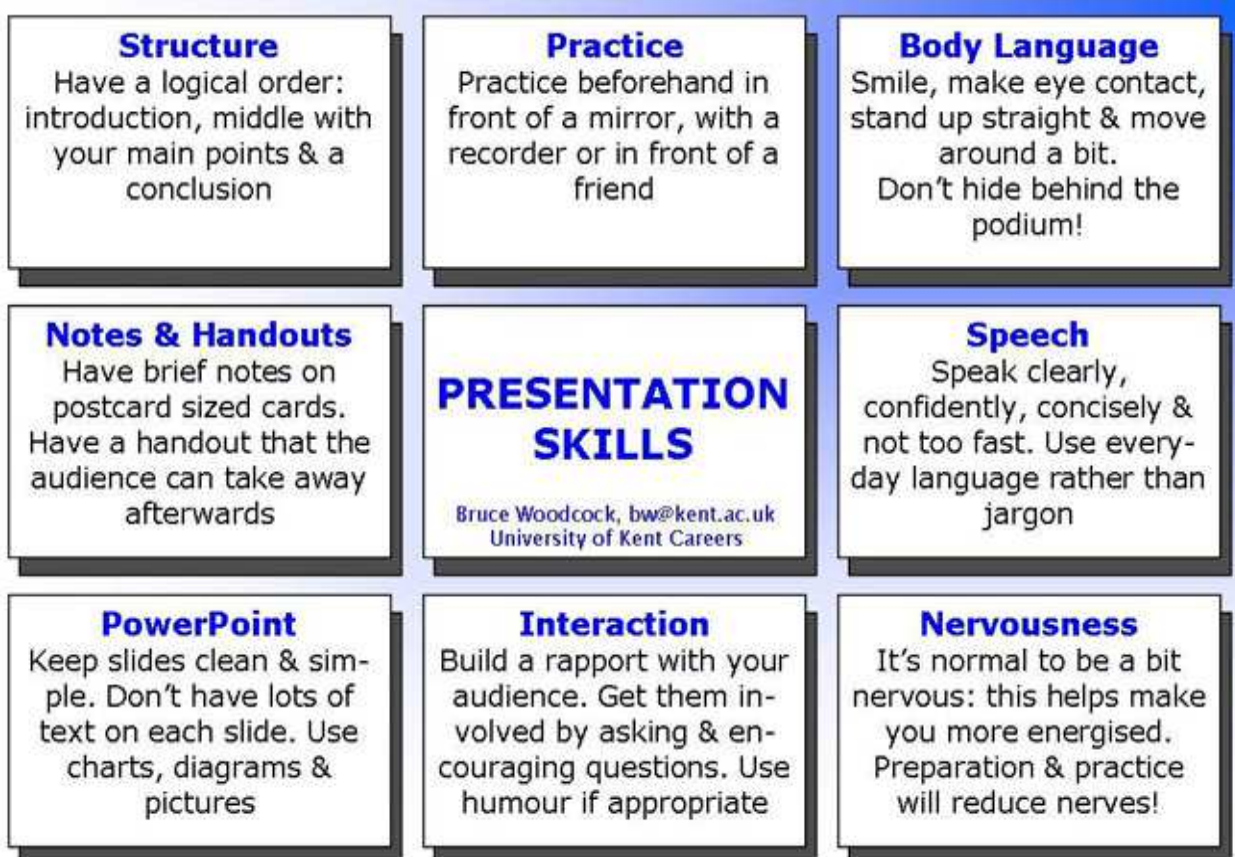 Structure
Have a logical order:
introduction, middle with
your main points & a
conclusion
Practice
Practice beforehand in
front of a mirror, with a
recorder or in front of a
friend
Body Language
Smile, make eye contact,
stand up straight & move
around a bit.
Don't hide behind the
podium!
Notes & Handouts
Have brief notes on
postcard sized cards.
Have a handout that the
audience can take away
afterwards
PRESENTATION
SKILLS
Bruce Woodcock, bw@kent.ac.uk
University of Kent Careers
Speech
Speak clearly,
confidently, concisely &
not too fast. Use every-
day language rather than
jargon
PowerPoint
Keep slides clean & sim-
ple. Don't have lots of
text on each slide. Use
charts, diagrams &
pictures
Interaction
Build a rapport with your
audience. Get them in-
volved by asking & en-
couraging questions. Use
humour if appropriate
Nervousness
It's normal to be a bit
nervous: this helps make
you more energised.
Preparation & practice
will reduce nerves!